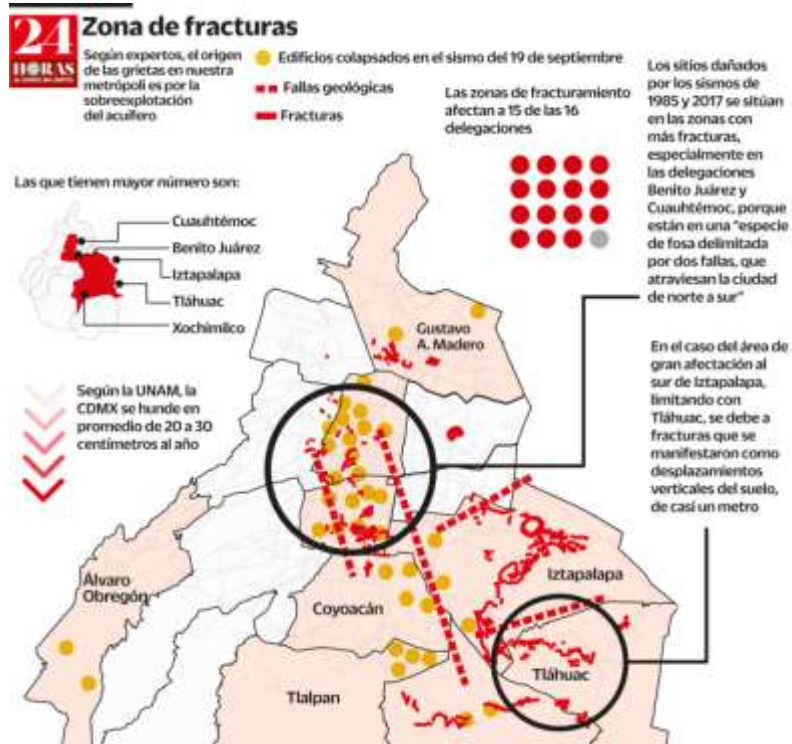 24
HORAS
Zona de fracturas
Según expertos, el origen
de las grietas en nuestra
metrópoli es por la
sobreexplotación
del acuífero
Edificios colapsados en el sismo del 19 de septiembre
Fallas geológicas
Fracturas
Las zonas de fracturamiento
afectan a 15 de las 16
delegaciones
Los sitios dañados
por los sismos de
1985 y 2017 se sitúan
en las zonas con
más fracturas,
especialmente en
las delegaciones
Benito Juárez y
Cuauhtémoc, porque
están en una "especie
de fosa delimitada
por dos fallas, que
atraviesan la ciudad
de norte a sur"
Las que tienen mayor número son:
Cuauhtémoc
Benito Juárez
Iztapalapa
Tláhuac
Xochimilco
Según la UNAM, la
CDMX se hunde en
promedio de 20 a 30
centímetros al año
En el caso del área de
gran afectación al
sur de Iztapalapa,
limitando con
Tláhuac, se debe a
fracturas que se
manifestaron como
desplazamientos
verticales del suelo,
de casi un metro
Gustavo
A. Madero
Álvaro
Obregón
Coyoacán
Iztapalapa
Tláhuac
Tlalpan